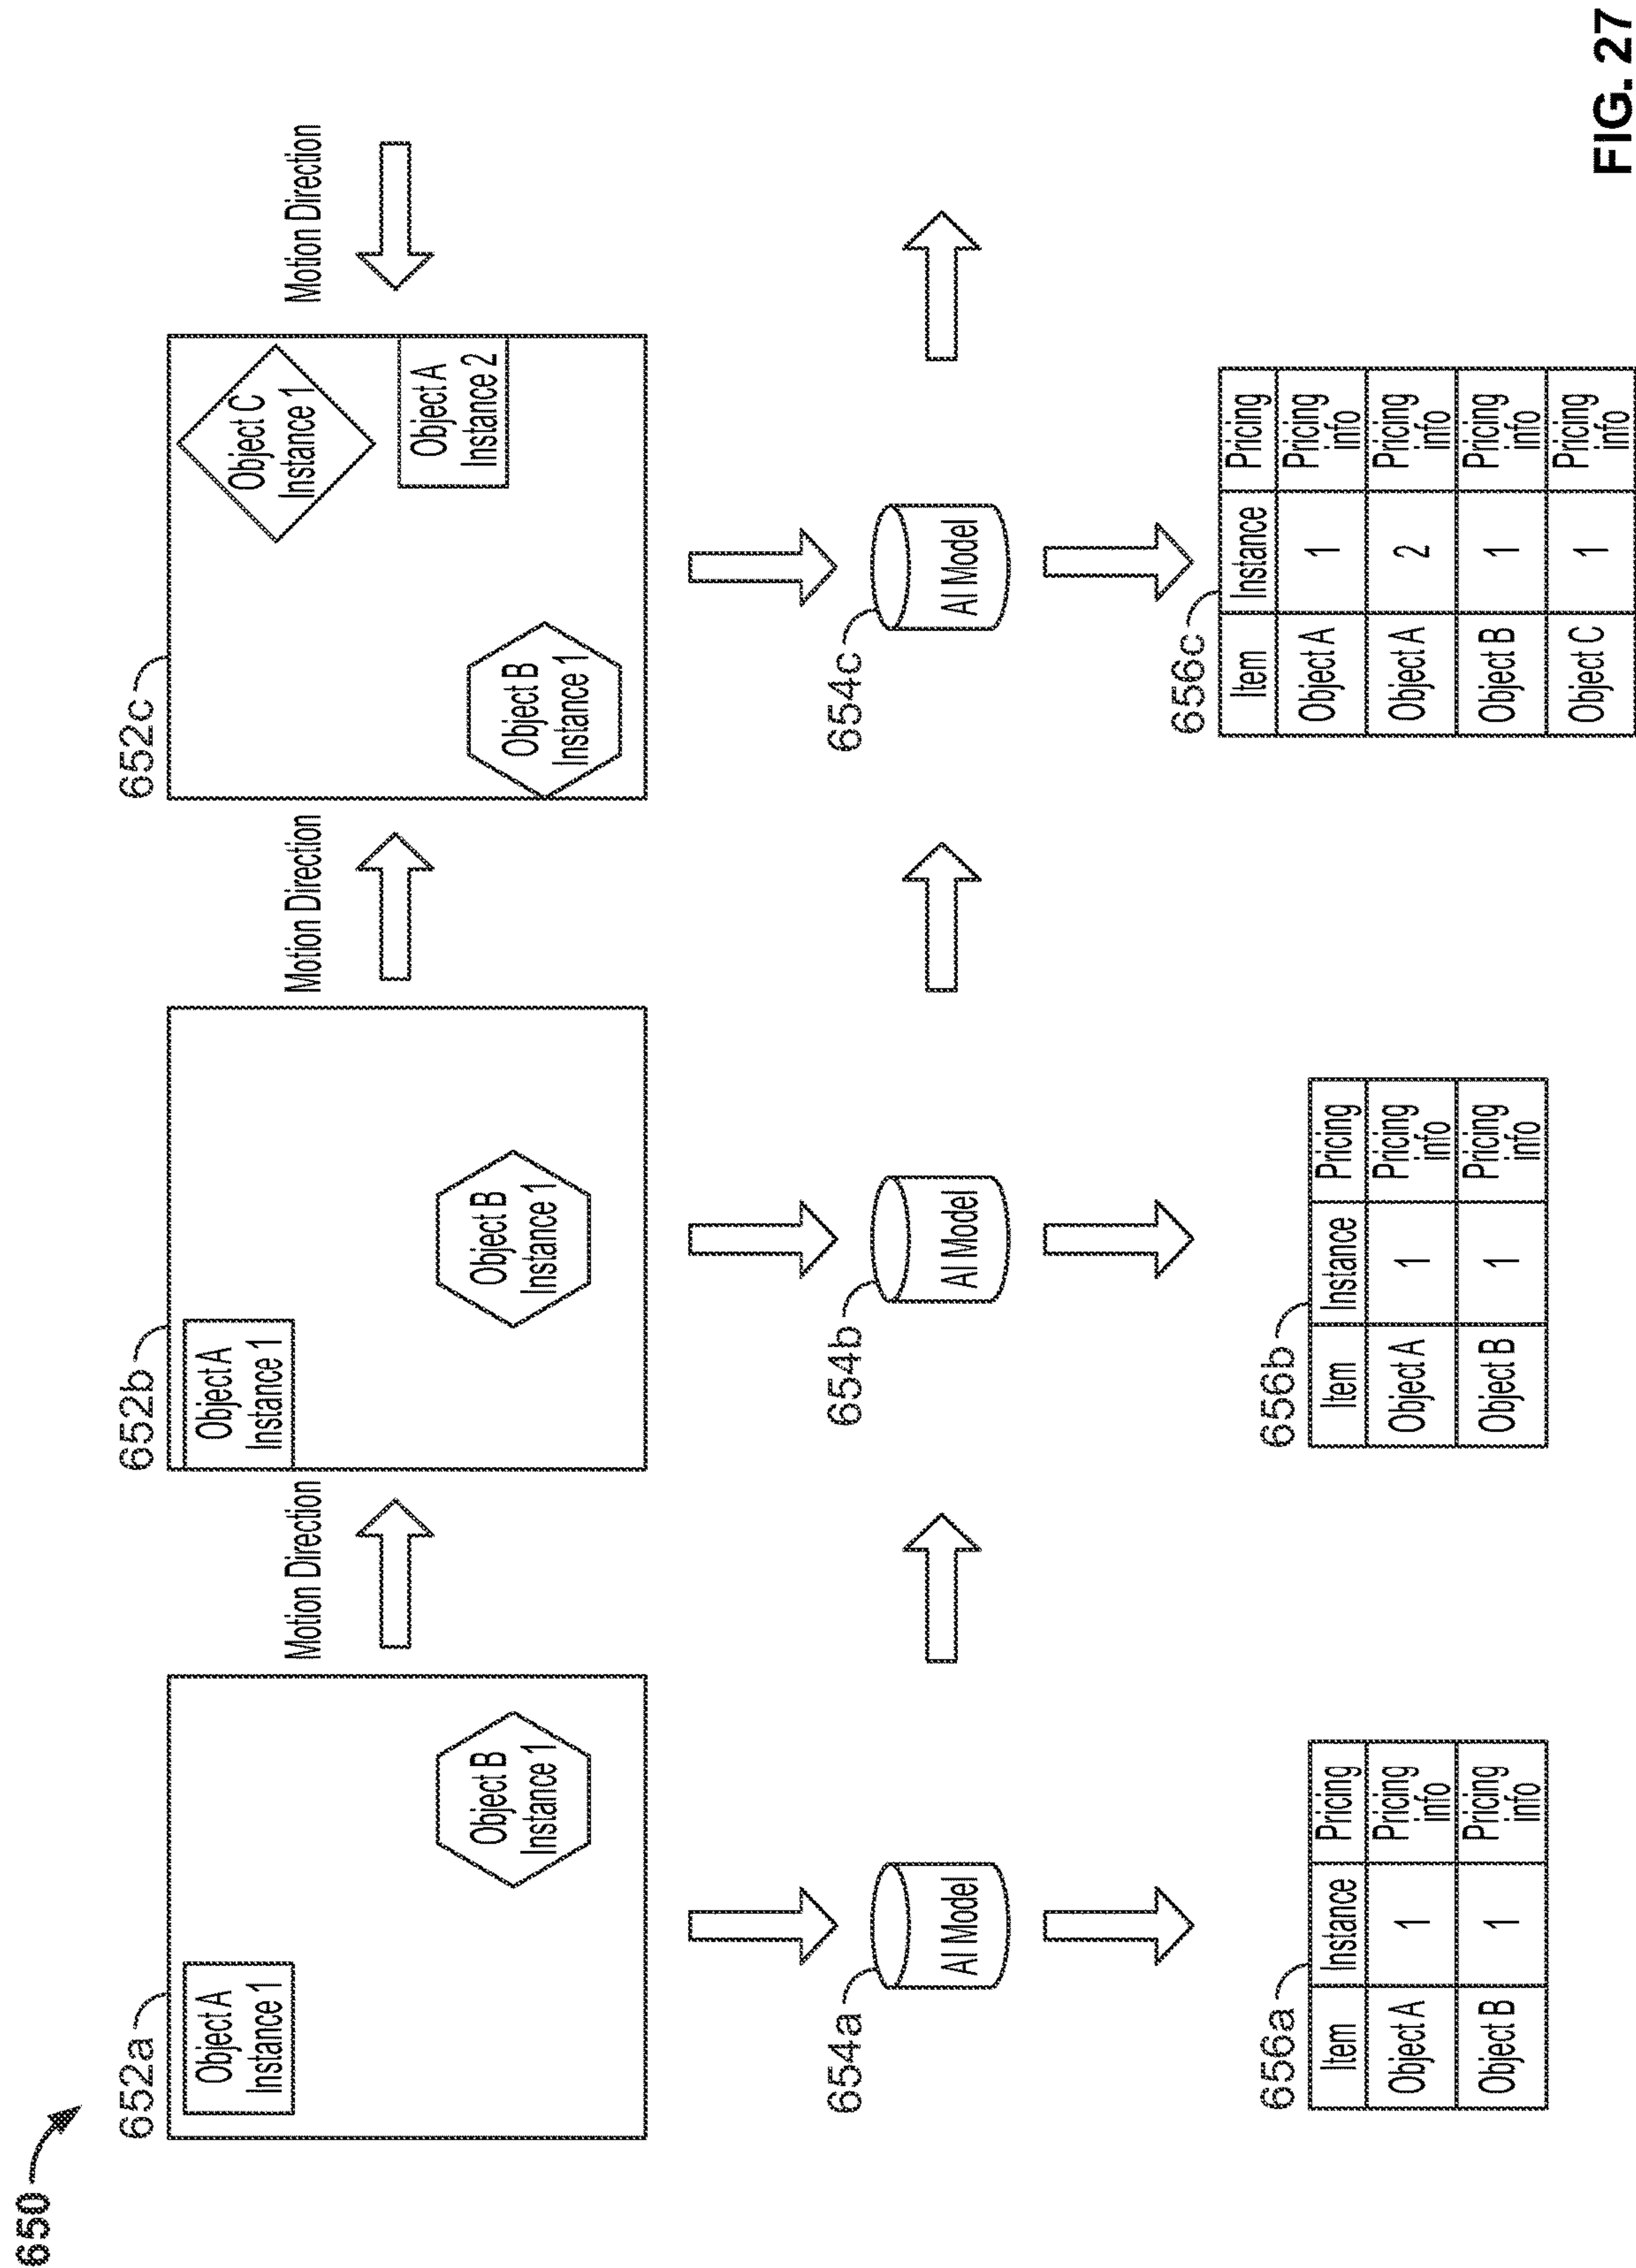 650
652a
Object A
Instance 1
Object B
Instance 1
Motion Direction
652b
Object A
Instance 1
Object B
Instance 1
Motion Direction
652c
Object C
Instance 1
Object A
Instance 2
Object B
Instance 1
Motion Direction
654a
AI Model
654b
AI Model
654c
AI Model
656a
Item Instance Pricing
Object A 1 Pricing
info
Object B 1 Pricing
info
656b
Item Instance Pricing
Object A 1 Pricing
info
Object B 1 Pricing
info
656c
Item Instance Pricing
Object A 1 Pricing
info
Object A 2 Pricing
info
Object B 1 Pricing
info
Object C 1 Pricing
info
FIG. 27